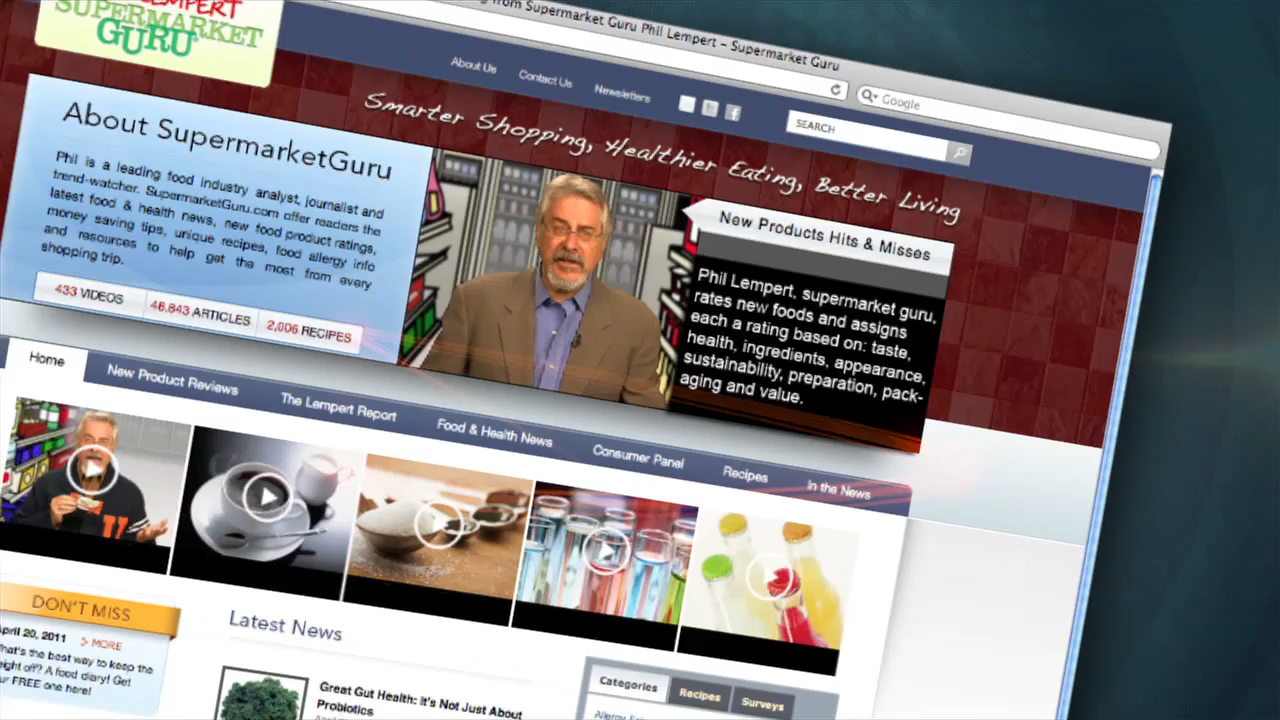 from Supermarket Guru Phil Lempert – Supermarket Guru
Google
LEMPERT
SUPERMARKET
GURU
About Us
Contact Us
Newsletters
SEARCH
Smarter Shopping, Healthier Eating, Better Living
About SupermarketGuru
Phil is a leading food industry analyst, journalist and
trend-watcher. SupermarketGuru.com offer readers the
latest food & health news, new food product ratings,
money saving tips, unique recipes, food allergy info
and resources to help get the most from every
shopping trip.
433 VIDEOS
46,843 ARTICLES
2,006 RECIPES
New Products Hits & Misses
Phil Lempert, supermarket guru,
rates new foods and assigns
each a rating based on: taste,
health, ingredients, appearance,
sustainability, preparation, pack-
aging and value.
Home
New Product Reviews
The Lempert Report
Food & Health News
Consumer Panel
Recipes
In the News
DON'T MISS
April 20, 2011
> MORE
What's the best way to keep the
FREE one here!
Latest News
Great Gut Health: It's Not Just About
Probiotics
Categories
Recipes
Surveys